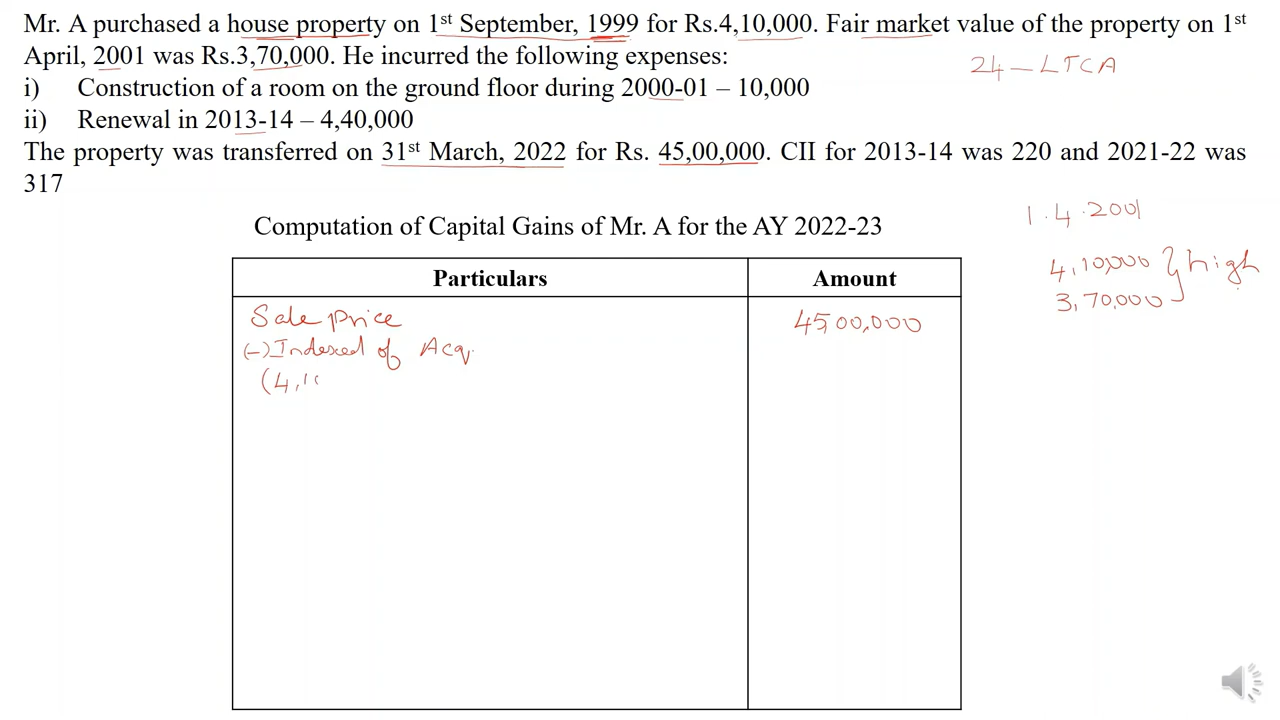 Mr. A purchased a house property on 1st September, 1999 for Rs.4,10,000. Fair market value of the property on 1st
April, 2001 was Rs.3,70,000. He incurred the following expenses:
24 – LTCA
i) Construction of a room on the ground floor during 2000-01 – 10,000
ii) Renewal in 2013-14 – 4,40,000
The property was transferred on 31st March, 2022 for Rs. 45,00,000. CII for 2013-14 was 220 and 2021-22 was
317
1.4.2001
Computation of Capital Gains of Mr. A for the AY 2022-23
4,10,000 } high
3,70,000
Particulars Amount
Sale Price 45,00,000
(-) Indexed of Acq.
(4,1